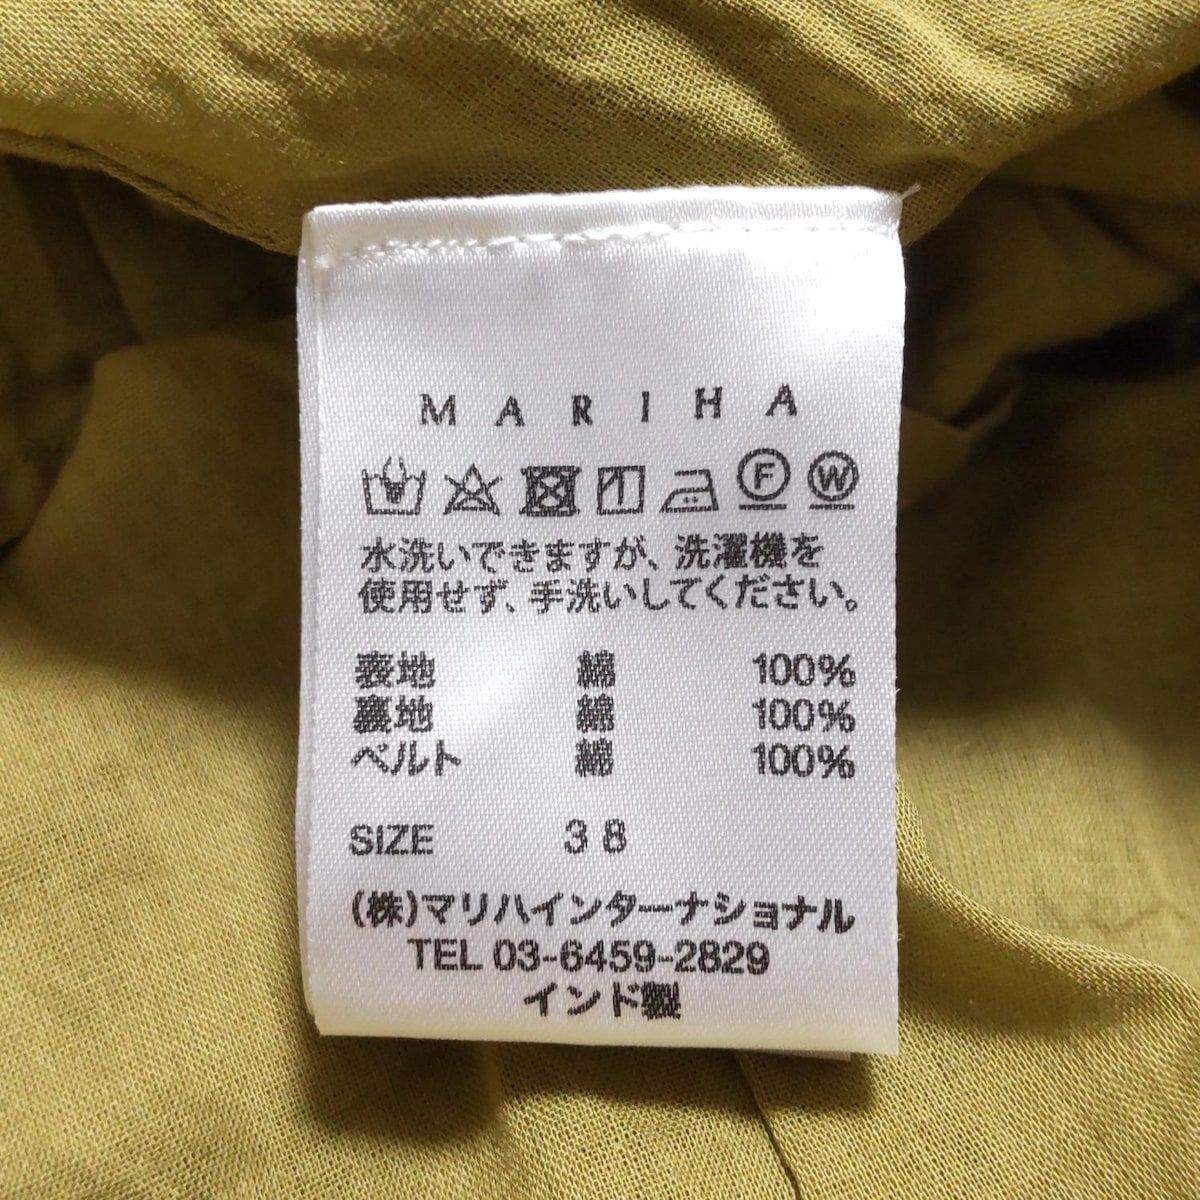 MARIHA
F W
水洗いできますが、洗濯機を
使用せず、手洗いしてください。
表地 綿 100%
裏地 綿 100%
ベルト 綿 100%
SIZE 38
(株)マリハインターナショナル
TEL 03-6459-2829
インド製